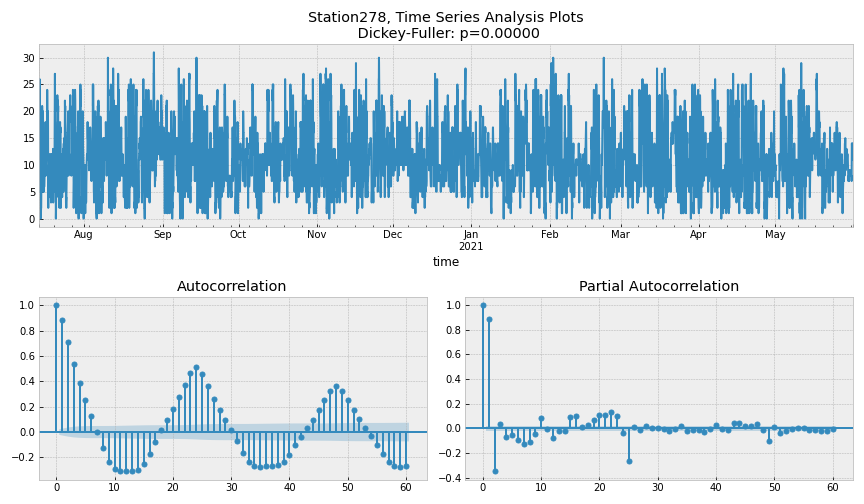 Station278, Time Series Analysis Plots
Dickey-Fuller: p=0.00000
30
25
20
15
10
5
0
Aug Sep Oct Nov Dec Jan Feb Mar Apr May
2021
time
Autocorrelation Partial Autocorrelation
1.0 1.0
0.8 0.8
0.6 0.6
0.4 0.4
0.2 0.2
0.0 0.0
−0.2 −0.2
−0.4
0 10 20 30 40 50 60 0 10 20 30 40 50 60